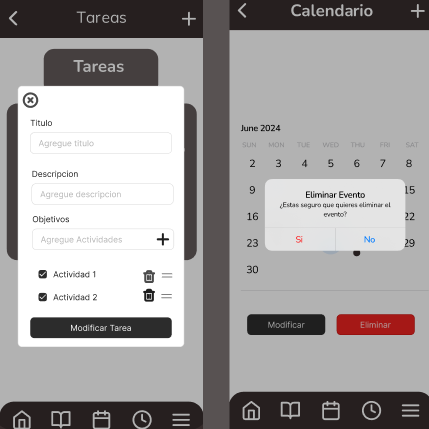 Tareas
Tareas
Titulo
Agregue titulo
Descripcion
Agregue descripcion
Objetivos
Agregue Actividades
Actividad 1
Actividad 2
Modificar Tarea
Calendario
June 2024
SUN MON TUE WED THU FRI SAT
2 3 4 5 6 7 8
9 15
16 22
23 29
30
Eliminar Evento
¿Estas seguro que quieres eliminar el
evento?
Si No
Modificar Eliminar